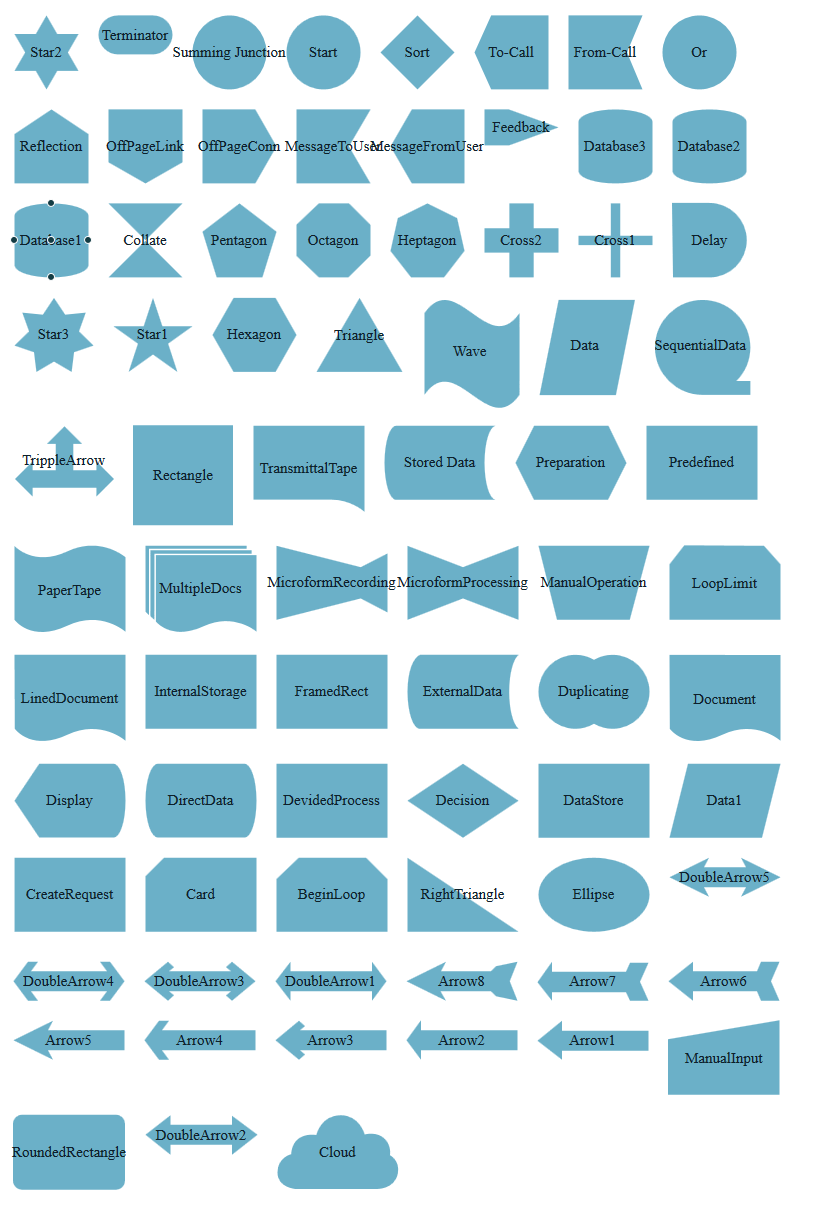 Star2
Terminator
Summing Junction
Start
Sort
To-Call
From-Call
Or
Reflection
OffPageLink
OffPageConn
MessageToUser
MessageFromUser
Feedback
Database3
Database2
Database1
Collate
Pentagon
Octagon
Heptagon
Cross2
Cross1
Delay
Star3
Star1
Hexagon
Triangle
Wave
Data
SequentialData
TrippleArrow
Rectangle
TransmittalTape
Stored Data
Preparation
Predefined
PaperTape
MultipleDocs
MicroformRecording
MicroformProcessing
ManualOperation
LoopLimit
LinedDocument
InternalStorage
FramedRect
ExternalData
Duplicating
Document
Display
DirectData
DevidedProcess
Decision
DataStore
Data1
CreateRequest
Card
BeginLoop
RightTriangle
Ellipse
DoubleArrow5
DoubleArrow4
DoubleArrow3
DoubleArrow1
Arrow8
Arrow7
Arrow6
Arrow5
Arrow4
Arrow3
Arrow2
Arrow1
ManualInput
RoundedRectangle
DoubleArrow2
Cloud